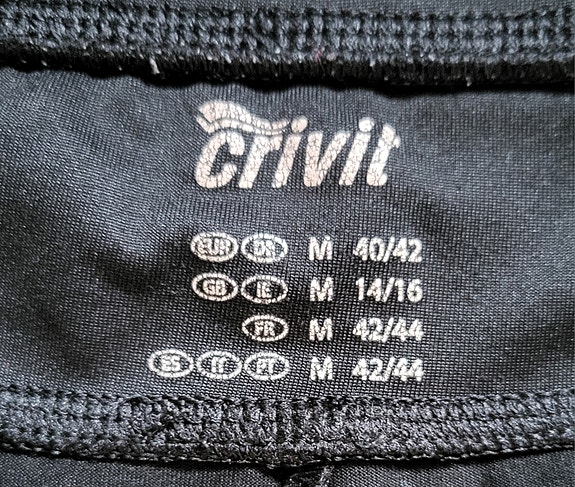 crivit
EUR DE M 40/42
GB IE M 14/16
FR M 42/44
ES IT PT M 42/44